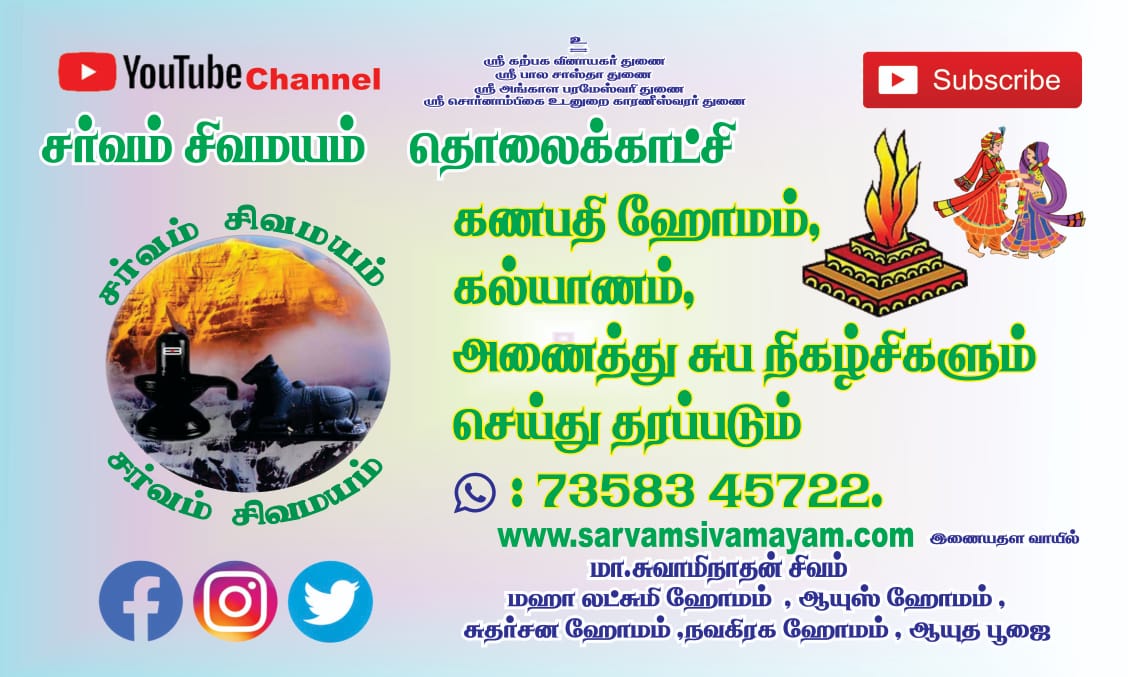 உ
ஸ்ரீ கற்பக விநாயகர் துணை
ஸ்ரீ பால சாஸ்தா துணை
ஸ்ரீ அங்காள பரமேஸ்வரி துணை
ஸ்ரீ சொர்னாம்பிகை உடனுறை காரணீஸ்வரர் துணை
YouTube Channel
Subscribe
சர்வம் சிவமயம் தொலைக்காட்சி
சர்வம் சிவமயம்
சர்வம் சிவமயம்
கணபதி ஹோமம்,
கல்யாணம்,
அணைத்து சுப நிகழ்சிகளும்
செய்து தரப்படும்
: 73583 45722.
www.sarvamsivamayam.com இணையதள வாயில்
மா.சுவாமிநாதன் சிவம்
மஹா லட்சுமி ஹோமம் , ஆயுஸ் ஹோமம் ,
சுதர்சன ஹோமம் ,நவகிரக ஹோமம் , ஆயுத பூஜை